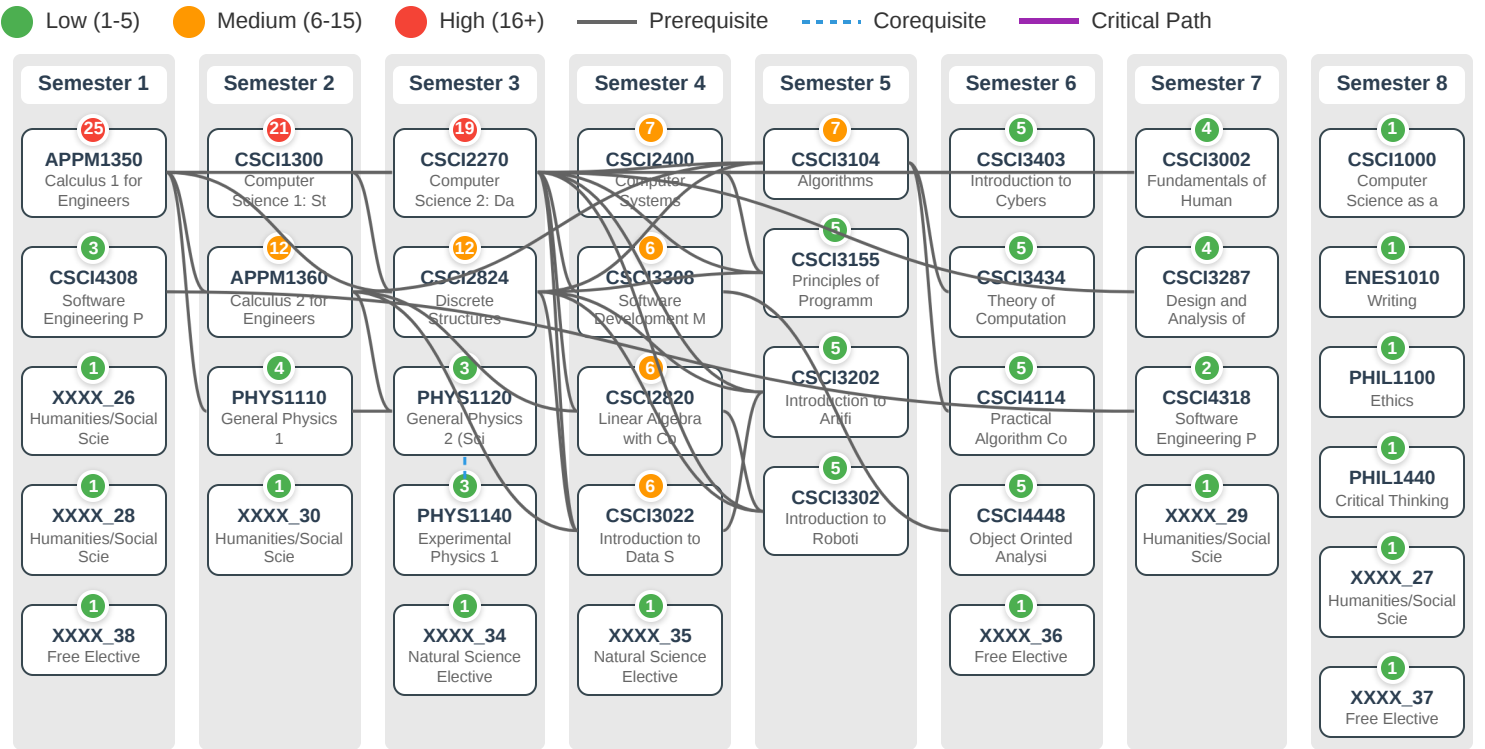 Low (1-5)
Medium (6-15)
High (16+)
Prerequisite
Corequisite
Critical Path
Semester 1
25
APPM1350
Calculus 1 for
Engineers
3
CSCI4308
Software
Engineering P
1
XXXX_26
Humanities/Social
Scie
1
XXXX_28
Humanities/Social
Scie
1
XXXX_38
Free Elective
Semester 2
21
CSCI1300
Computer
Science 1: St
12
APPM1360
Calculus 2 for
Engineers
4
PHYS1110
General Physics
1
1
XXXX_30
Humanities/Social
Scie
Semester 3
19
CSCI2270
Computer
Science 2: Da
12
CSCI2824
Discrete
Structures
3
PHYS1120
General Physics
2 (Sci
3
PHYS1140
Experimental
Physics 1
1
XXXX_34
Natural Science
Elective
Semester 4
7
CSCI2400
Computer
Systems
6
CSCI3308
Software
Development M
6
CSCI2820
Linear Algebra
with Co
6
CSCI3022
Introduction to
Data S
1
XXXX_35
Natural Science
Elective
Semester 5
7
CSCI3104
Algorithms
5
CSCI3155
Principles of
Programm
5
CSCI3202
Introduction to
Artifi
5
CSCI3302
Introduction to
Roboti
Semester 6
5
CSCI3403
Introduction to
Cybers
5
CSCI3434
Theory of
Computation
5
CSCI4114
Practical
Algorithm Co
5
CSCI4448
Object Orinted
Analysi
1
XXXX_36
Free Elective
Semester 7
4
CSCI3002
Fundamentals of
Human
4
CSCI3287
Design and
Analysis of
2
CSCI4318
Software
Engineering P
1
XXXX_29
Humanities/Social
Scie
Semester 8
1
CSCI1000
Computer
Science as a
1
ENES1010
Writing
1
PHIL1100
Ethics
1
PHIL1440
Critical Thinking
1
XXXX_27
Humanities/Social
Scie
1
XXXX_37
Free Elective